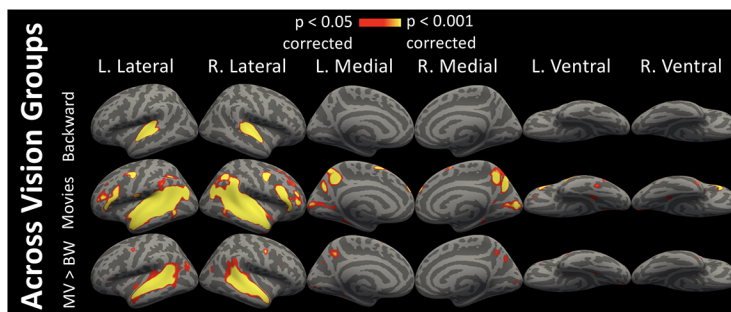 p < 0.05 p < 0.001
corrected corrected
L. Lateral R. Lateral L. Medial R. Medial L. Ventral R. Ventral
Across Vision Groups
Backward
Movies
MV > BW